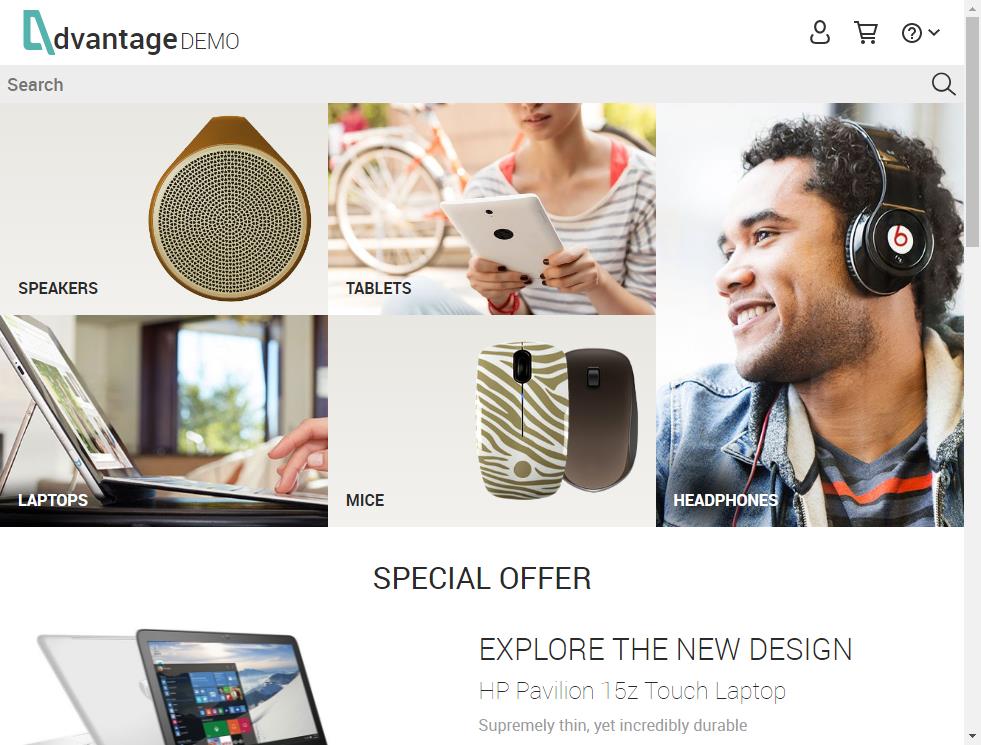 dvantage DEMO
Search
SPEAKERS
TABLETS
LAPTOPS
MICE
HEADPHONES
SPECIAL OFFER
EXPLORE THE NEW DESIGN
HP Pavilion 15z Touch Laptop
Supremely thin, yet incredibly durable